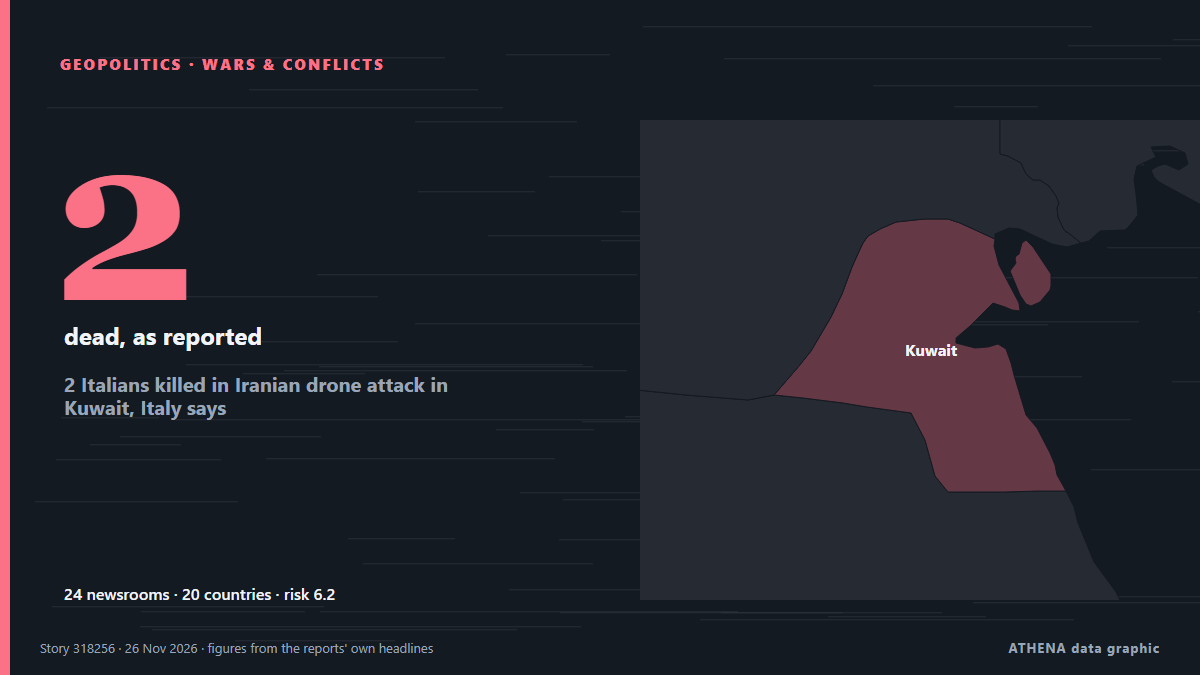 GEOPOLITICS · WARS & CONFLICTS
2
dead, as reported
2 Italians killed in Iranian drone attack in
Kuwait, Italy says
Kuwait
24 newsrooms · 20 countries · risk 6.2
Story 318256 · 26 Nov 2026 · figures from the reports' own headlines
ATHENA data graphic